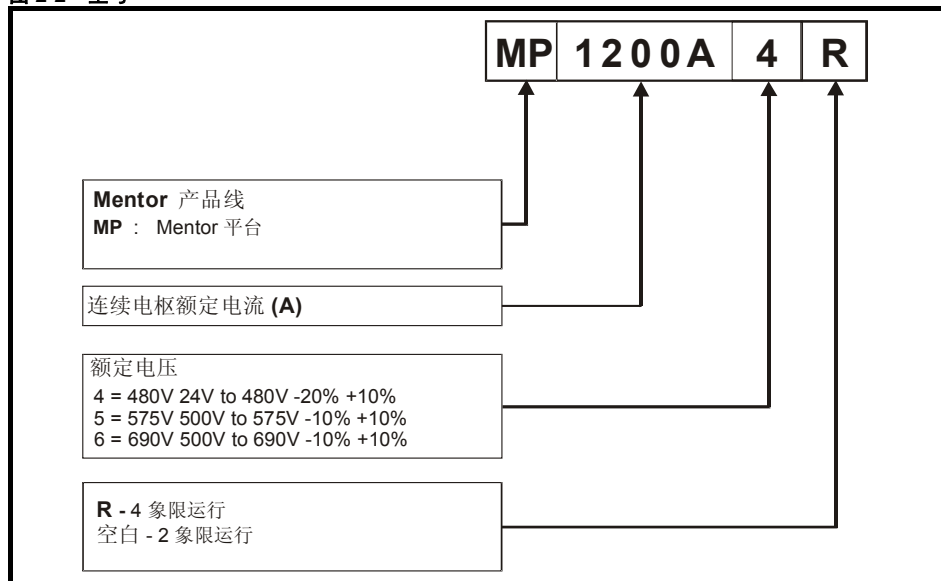 MP 1200A 4 R
Mentor 产品线
MP : Mentor 平台
连续电枢额定电流 (A)
额定电压
4 = 480V 24V to 480V -20% +10%
5 = 575V 500V to 575V -10% +10%
6 = 690V 500V to 690V -10% +10%
R - 4 象限运行
空白 - 2 象限运行